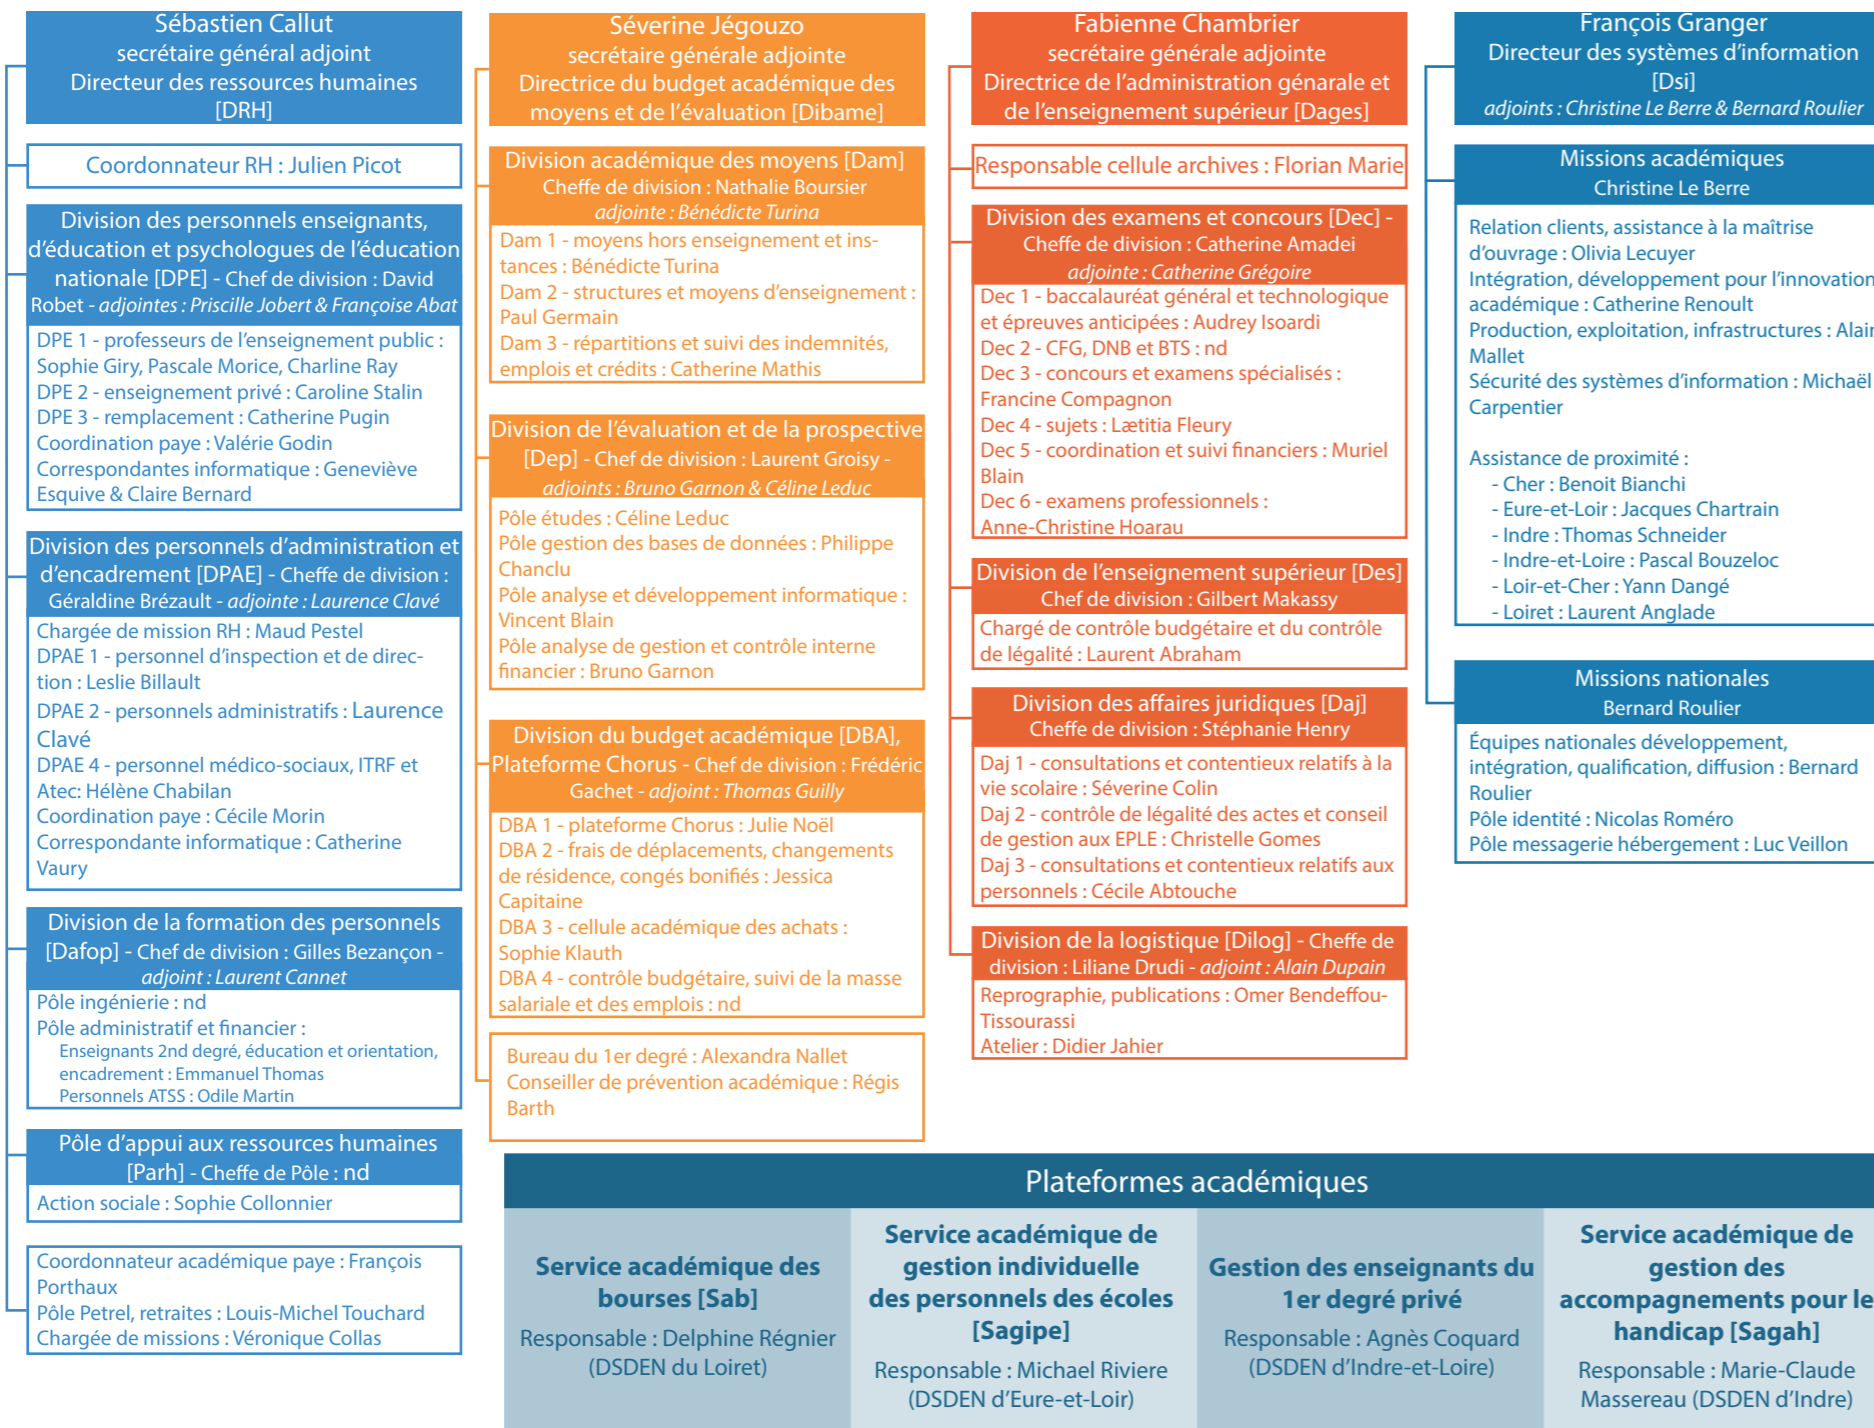 Sébastien Callut
secrétaire général adjoint
Directeur des ressources humaines
[DRH]
Coordonnateur RH : Julien Picot
Division des personnels enseignants,
d’éducation et psychologues de l’éducation
nationale [DPE] - Chef de division : David
Robet - adjointes : Priscille Jobert & Françoise Abat
DPE 1 - professeurs de l’enseignement public :
Sophie Giry, Pascale Morice, Charline Ray
DPE 2 - enseignement privé : Caroline Stalin
DPE 3 - remplacement : Catherine Pugin
Coordination paye : Valérie Godin
Correspondantes informatique : Geneviève
Esquive & Claire Bernard
Division des personnels d’administration et
d’encadrement [DPAE] - Cheffe de division :
Géraldine Brézault - adjointe : Laurence Clavé
Chargée de mission RH : Maud Pestel
DPAE 1 - personnel d’inspection et de direc-
tion : Leslie Billault
DPAE 2 - personnels administratifs : Laurence
Clavé
DPAE 4 - personnel médico-sociaux, ITRF et
Atec: Hélène Chabilan
Coordination paye : Cécile Morin
Correspondante informatique : Catherine
Vaury
Division de la formation des personnels
[Dafop] - Chef de division : Gilles Bezançon -
adjoint : Laurent Cannet
Pôle ingénierie : nd
Pôle administratif et financier :
Enseignants 2nd degré, éducation et orientation,
encadrement : Emmanuel Thomas
Personnels ATSS : Odile Martin
Pôle d’appui aux ressources humaines
[Parh] - Cheffe de Pôle : nd
Action sociale : Sophie Collonnier
Coordonnateur académique paye : François
Porthaux
Pôle Petrel, retraites : Louis-Michel Touchard
Chargée de missions : Véronique Collas
Séverine Jégouzo
secrétaire générale adjointe
Directrice du budget académique des
moyens et de l’évaluation [Dibame]
Division académique des moyens [Dam]
Cheffe de division : Nathalie Boursier
adjointe : Bénédicte Turina
Dam 1 - moyens hors enseignement et ins-
tances : Bénédicte Turina
Dam 2 - structures et moyens d’enseignement :
Paul Germain
Dam 3 - répartitions et suivi des indemnités,
emplois et crédits : Catherine Mathis
Division de l’évaluation et de la prospective
[Dep] - Chef de division : Laurent Groisy -
adjoints : Bruno Garnon & Céline Leduc
Pôle études : Céline Leduc
Pôle gestion des bases de données : Philippe
Chanclu
Pôle analyse et développement informatique :
Vincent Blain
Pôle analyse de gestion et contrôle interne
financier : Bruno Garnon
Division du budget académique [DBA],
Plateforme Chorus - Chef de division : Frédéric
Gachet - adjoint : Thomas Guilly
DBA 1 - plateforme Chorus : Julie Noël
DBA 2 - frais de déplacements, changements
de résidence, congés bonifiés : Jessica
Capitaine
DBA 3 - cellule académique des achats :
Sophie Klauth
DBA 4 - contrôle budgétaire, suivi de la masse
salariale et des emplois : nd
Bureau du 1er degré : Alexandra Nallet
Conseiller de prévention académique : Régis
Barth
Fabienne Chambrier
secrétaire générale adjointe
Directrice de l’administration génarale et
de l’enseignement supérieur [Dages]
Responsable cellule archives : Florian Marie
Division des examens et concours [Dec] -
Cheffe de division : Catherine Amadei
adjointe : Catherine Grégoire
Dec 1 - baccalauréat général et technologique
et épreuves anticipées : Audrey Isoardi
Dec 2 - CFG, DNB et BTS : nd
Dec 3 - concours et examens spécialisés :
Francine Compagnon
Dec 4 - sujets : Lætitia Fleury
Dec 5 - coordination et suivi financiers : Muriel
Blain
Dec 6 - examens professionnels :
Anne-Christine Hoarau
Division de l’enseignement supérieur [Des]
Chef de division : Gilbert Makassy
Chargé de contrôle budgétaire et du contrôle
de légalité : Laurent Abraham
Division des affaires juridiques [Daj]
Cheffe de division : Stéphanie Henry
Daj 1 - consultations et contentieux relatifs à la
vie scolaire : Séverine Colin
Daj 2 - contrôle de légalité des actes et conseil
de gestion aux EPLE : Christelle Gomes
Daj 3 - consultations et contentieux relatifs aux
personnels : Cécile Abtouche
Division de la logistique [Dilog] - Cheffe de
division : Liliane Drudi - adjoint : Alain Dupain
Reprographie, publications : Omer Bendeffou-
Tissourassi
Atelier : Didier Jahier
François Granger
Directeur des systèmes d’information
[Dsi]
adjoints : Christine Le Berre & Bernard Roulier
Missions académiques
Christine Le Berre
Relation clients, assistance à la maîtrise
d’ouvrage : Olivia Lecuyer
Intégration, développement pour l’innovation
académique : Catherine Renoult
Production, exploitation, infrastructures : Alain
Mallet
Sécurité des systèmes d’information : Michaël
Carpentier
Assistance de proximité :
- Cher : Benoit Bianchi
- Eure-et-Loir : Jacques Chartrain
- Indre : Thomas Schneider
- Indre-et-Loire : Pascal Bouzeloc
- Loir-et-Cher : Yann Dangé
- Loiret : Laurent Anglade
Missions nationales
Bernard Roulier
Équipes nationales développement,
intégration, qualification, diffusion : Bernard
Roulier
Pôle identité : Nicolas Roméro
Pôle messagerie hébergement : Luc Veillon
Plateformes académiques
Service académique des
bourses [Sab]
Responsable : Delphine Régnier
(DSDEN du Loiret)
Service académique de
gestion individuelle
des personnels des écoles
[Sagipe]
Responsable : Michael Riviere
(DSDEN d’Eure-et-Loir)
Gestion des enseignants du
1er degré privé
Responsable : Agnès Coquard
(DSDEN d’Indre-et-Loire)
Service académique de
gestion des
accompagnements pour le
handicap [Sagah]
Responsable : Marie-Claude
Massereau (DSDEN d’Indre)